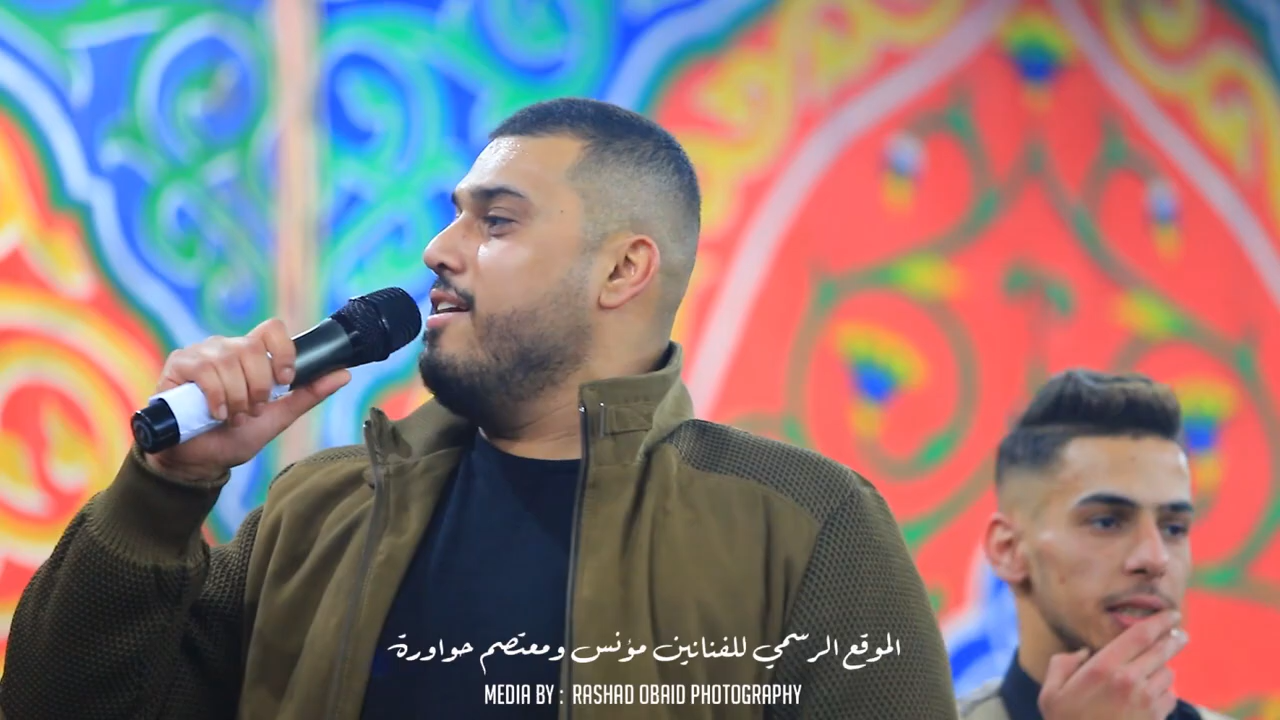 الموقع الرسمي للفنانين مؤنس ومعتصم حواورة
MEDIA BY : RASHAD OBAID PHOTOGRAPHY